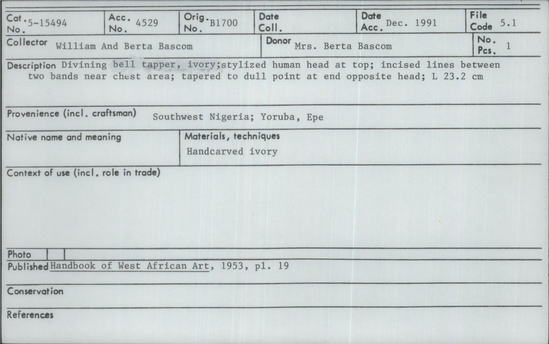 Cat. No. 5-15494 Acc. No. 4529 Orig. No. B1700 Date Coll. Date Acc. Dec. 1991 File Code 5.1
Collector William And Berta Bascom Donor Mrs. Berta Bascom No. Pcs. 1
Description Divining bell tapper, ivory;stylized human head at top; incised lines between
two bands near chest area; tapered to dull point at end opposite head; L 23.2 cm
Provenience (incl. craftsman) Southwest Nigeria; Yoruba, Epe
Native name and meaning Materials, techniques
Handcarved ivory
Context of use (incl. role in trade)
Photo
Published Handbook of West African Art, 1953, pl. 19
Conservation
References